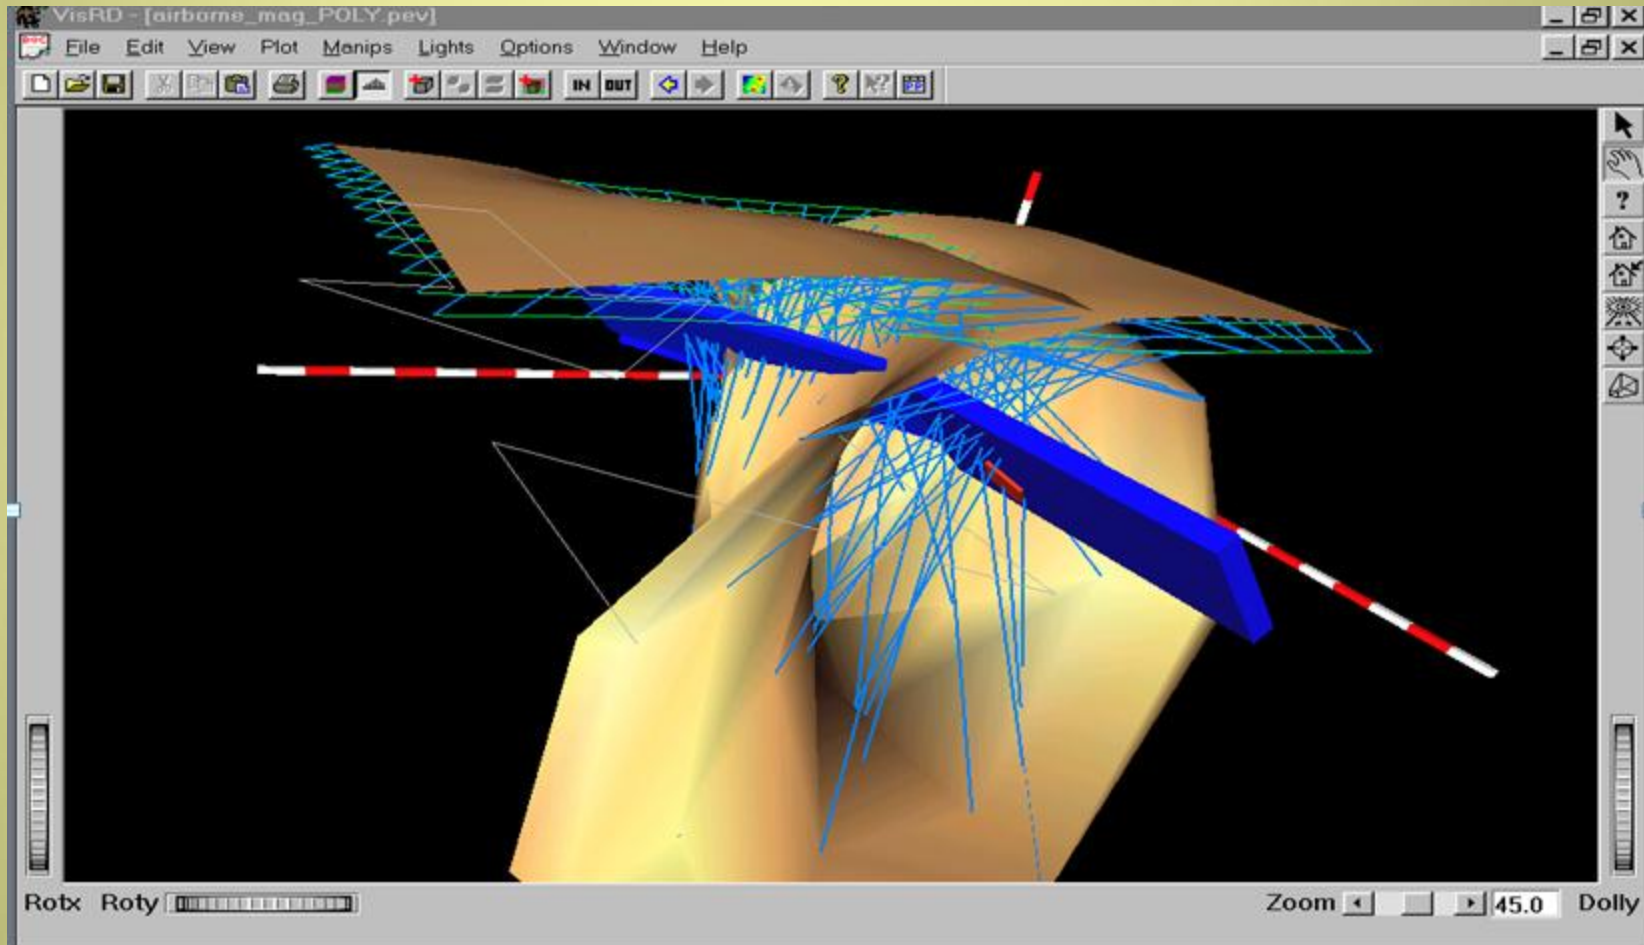 VisRD - [airborne_mag_POLY.pev]
File Edit View Plot Manips Lights Options Window Help
IN OUT ? ?
?
Rotx Roty Zoom 45.0 Dolly